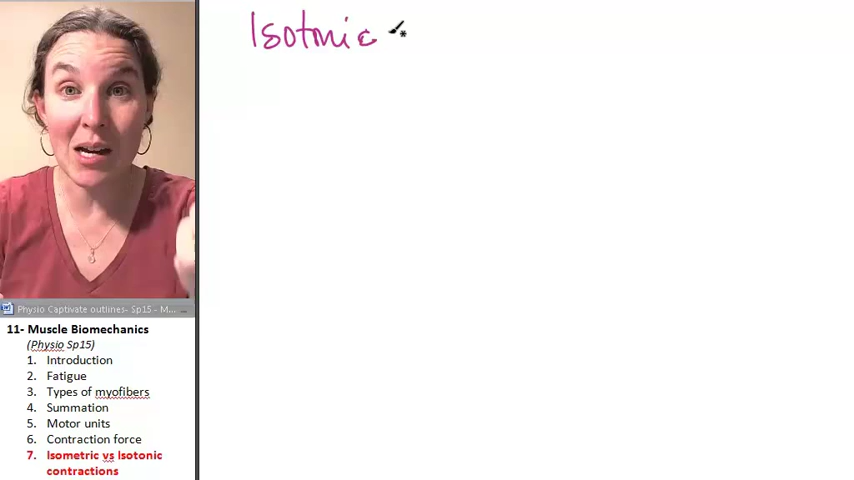 Isotonic
Physio Captivate outlines- Sp15 - M...
11- Muscle Biomechanics
(Physio Sp15)
1. Introduction
2. Fatigue
3. Types of myofibers
4. Summation
5. Motor units
6. Contraction force
7. Isometric vs Isotonic
contractions